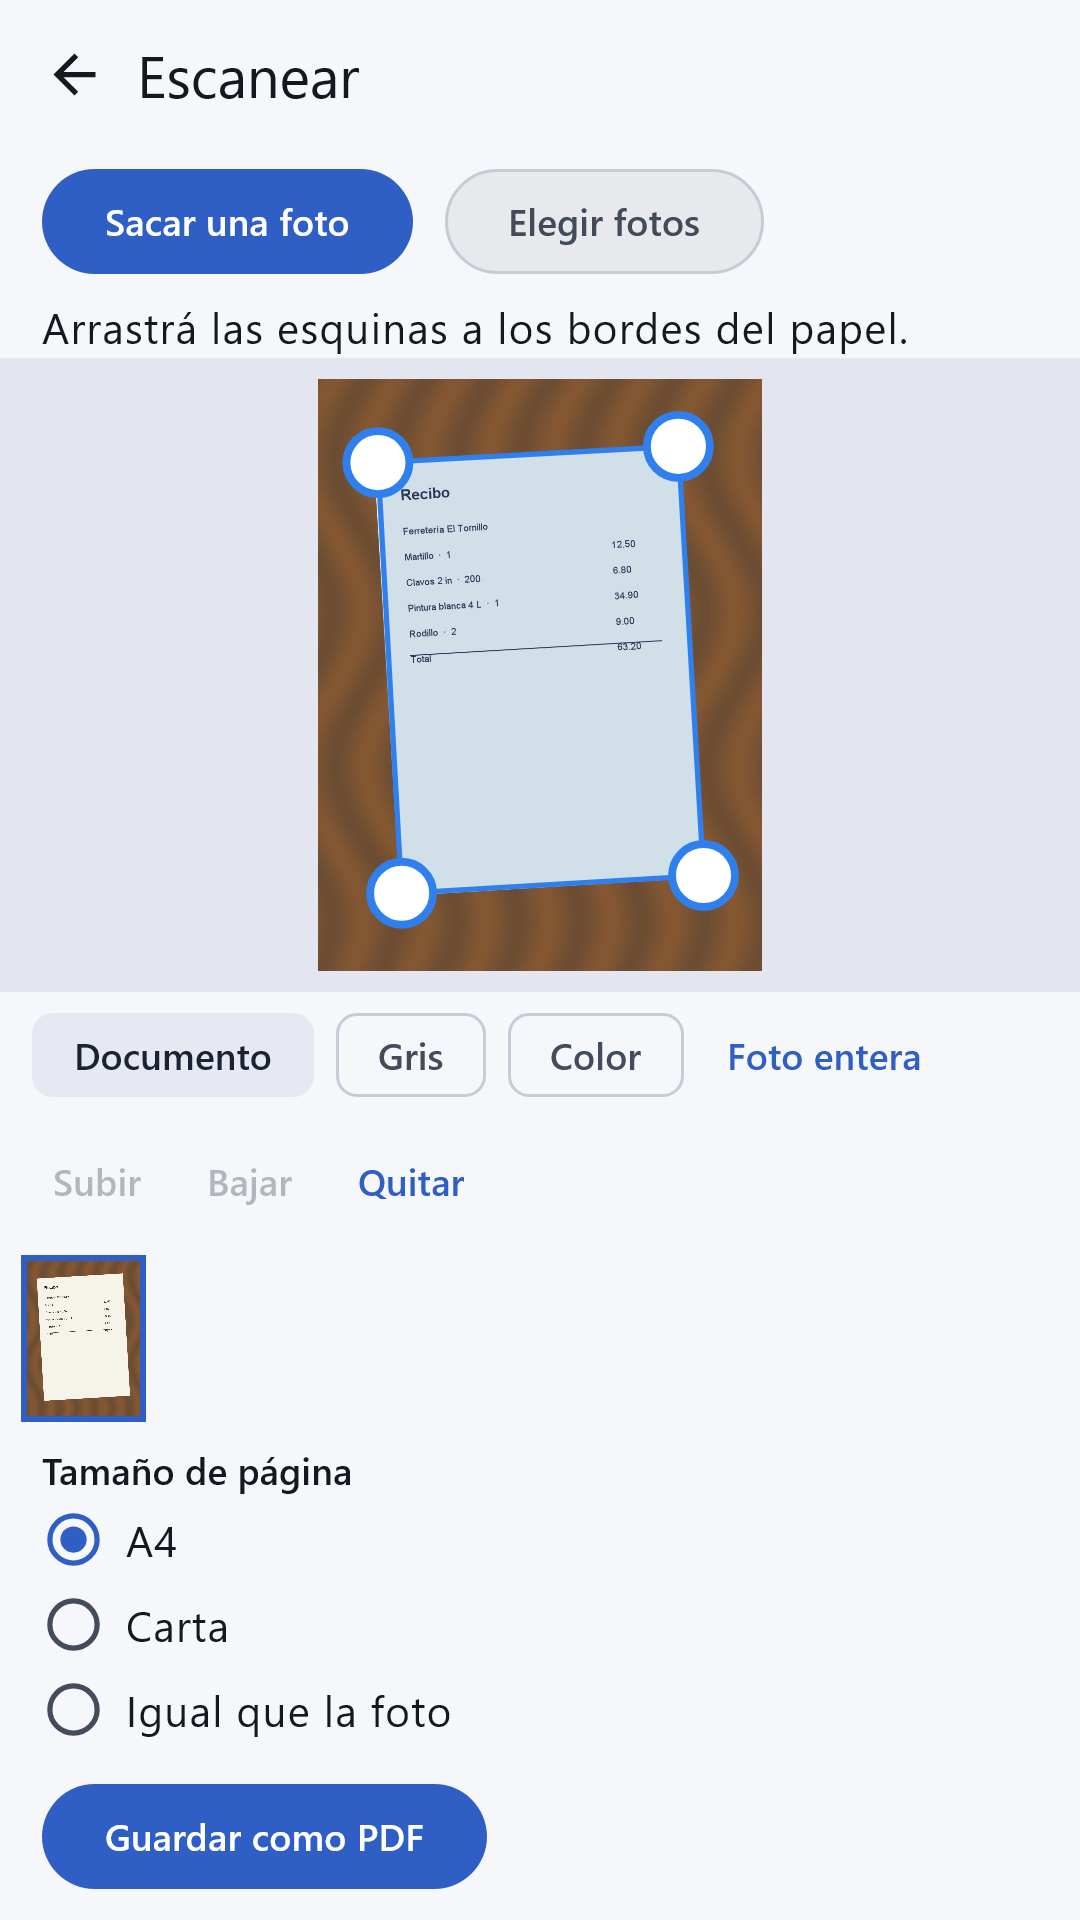 Escanear
Sacar una foto
Elegir fotos
Arrastrá las esquinas a los bordes del papel.
Recibo
Ferretería El Tornillo
Martillo · 1 12.50
Clavos 2 in · 200 6.80
Pintura blanca 4 L · 1 34.90
Rodillo · 2 9.00
Total 63.20
Documento
Gris
Color
Foto entera
Subir
Bajar
Quitar
Tamaño de página
A4
Carta
Igual que la foto
Guardar como PDF